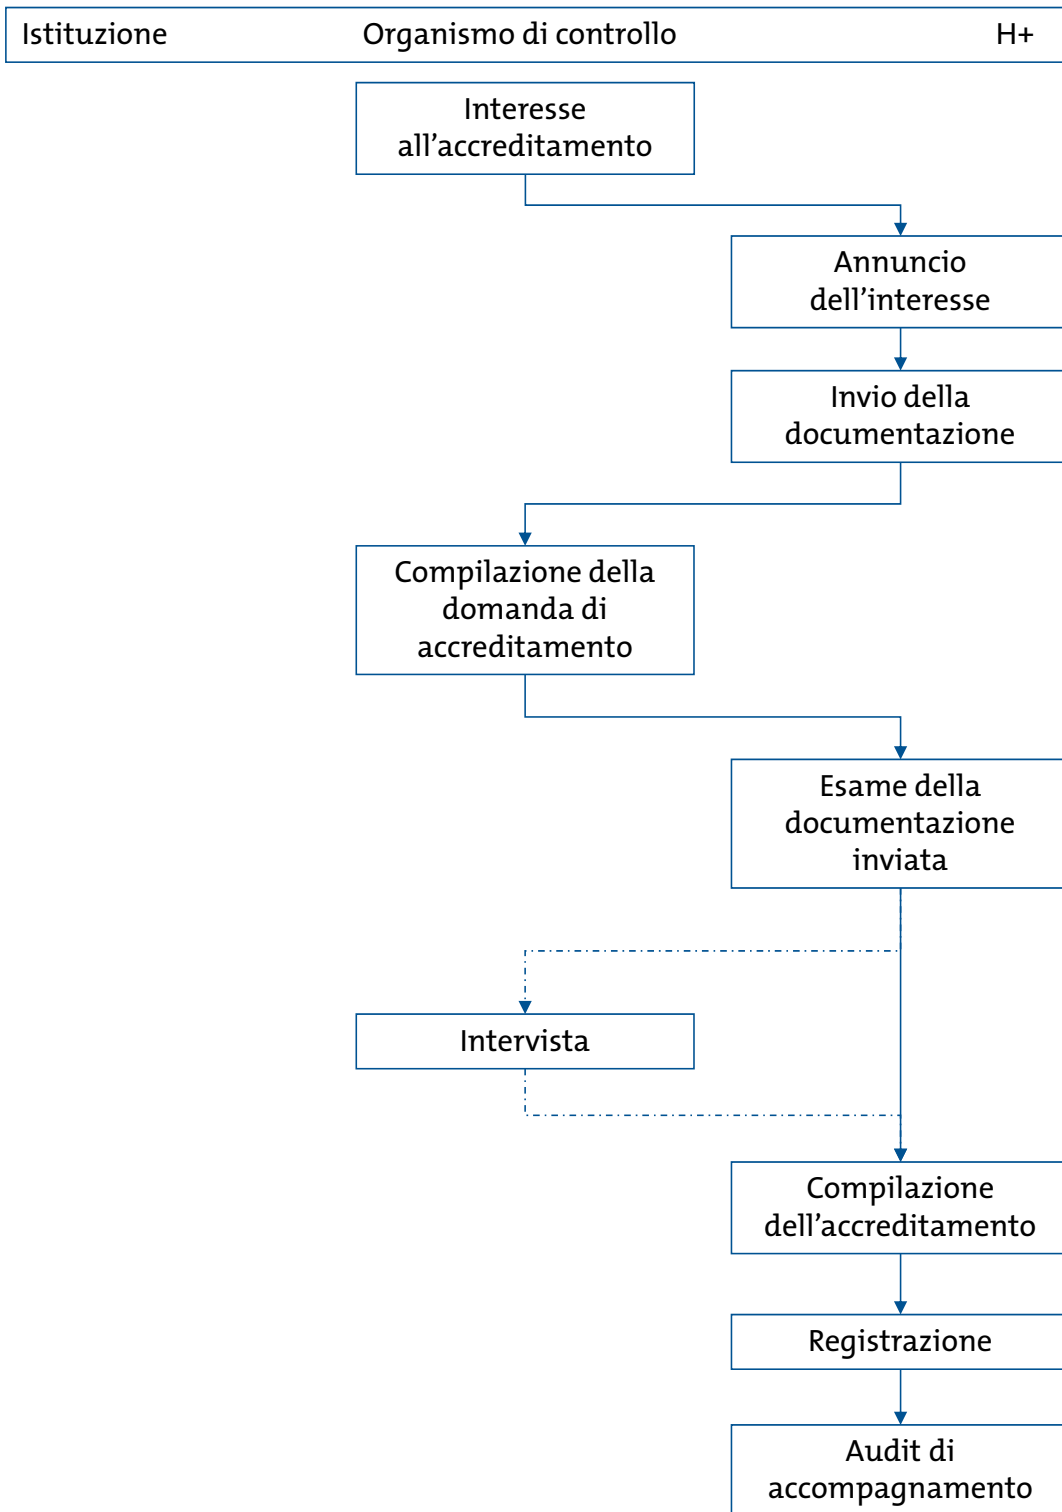 Istituzione Organismo di controllo H+
Interesse
all’accreditamento
Annuncio
dell’interesse
Invio della
documentazione
Compilazione della
domanda di
accreditamento
Esame della
documentazione
inviata
Intervista
Compilazione
dell’accreditamento
Registrazione
Audit di
accompagnamento